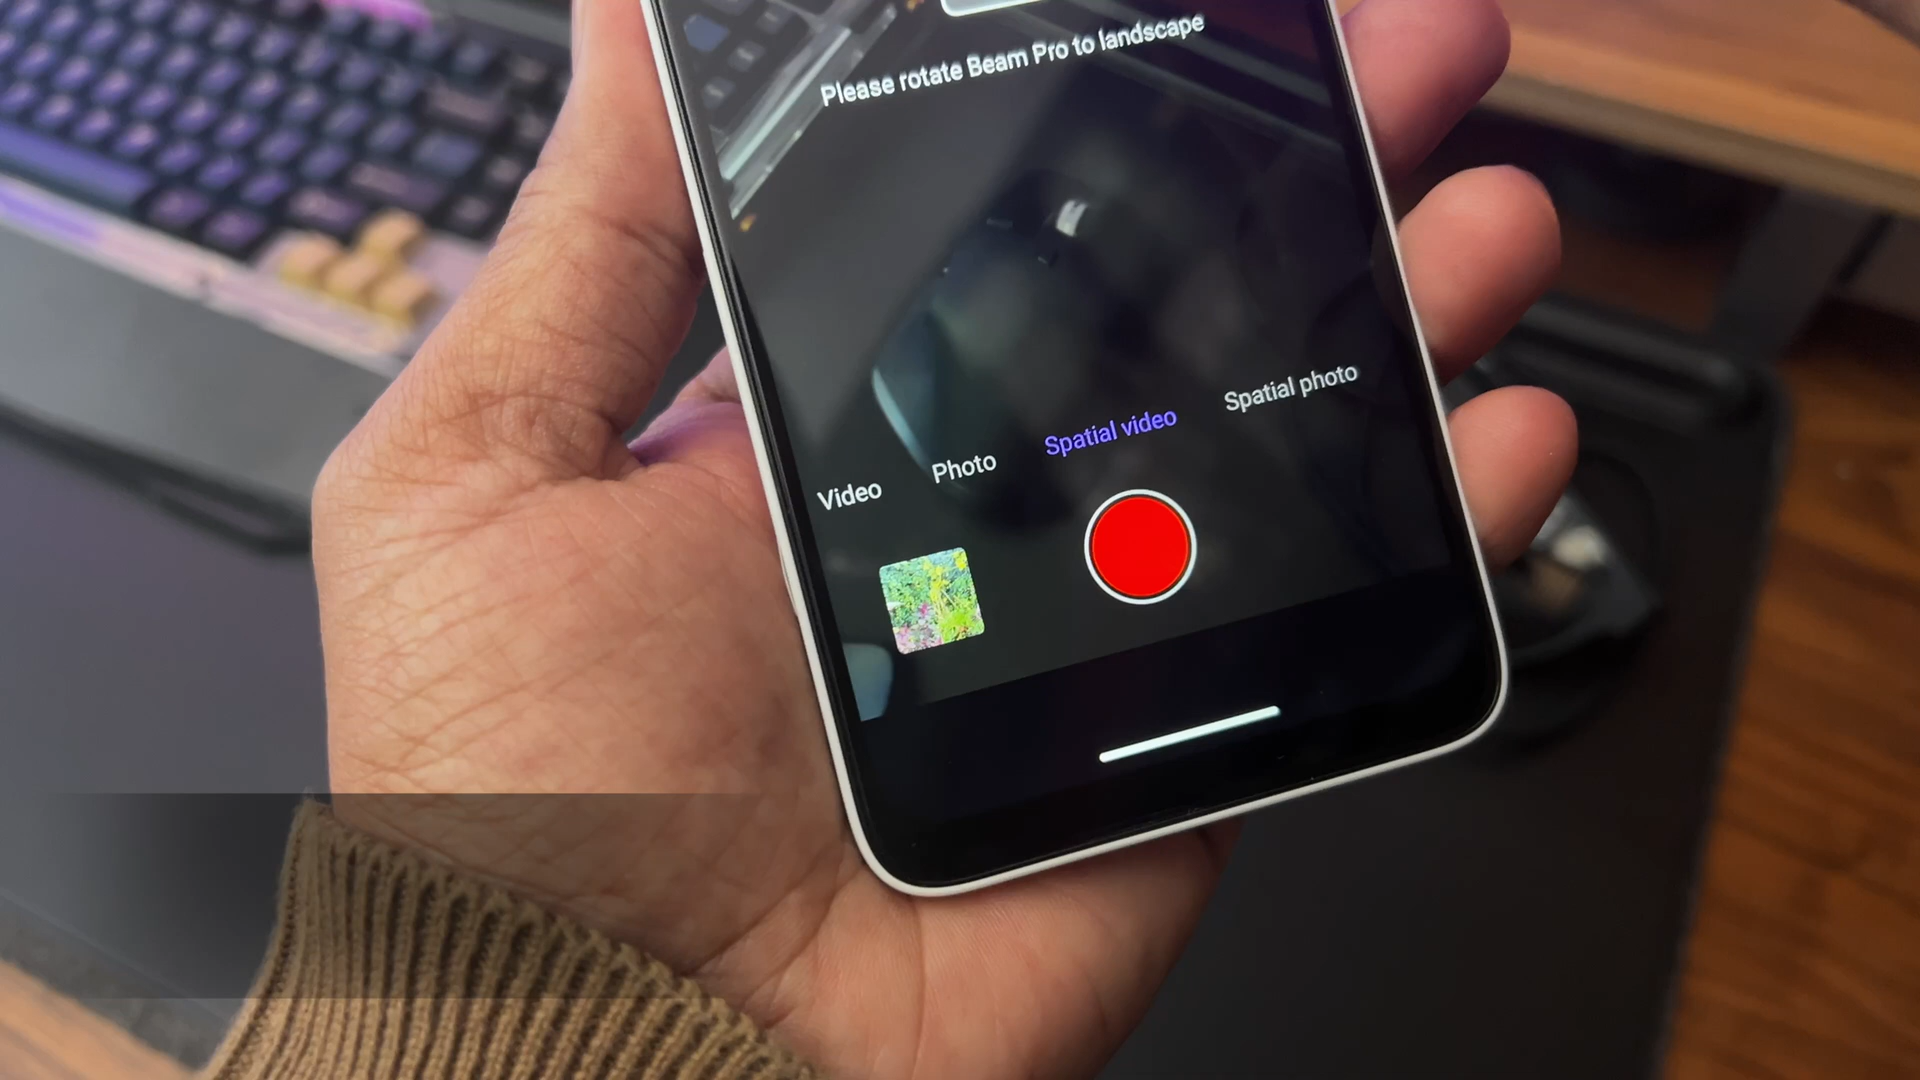 Please rotate Beam Pro to landscape
Video
Photo
Spatial video
Spatial photo